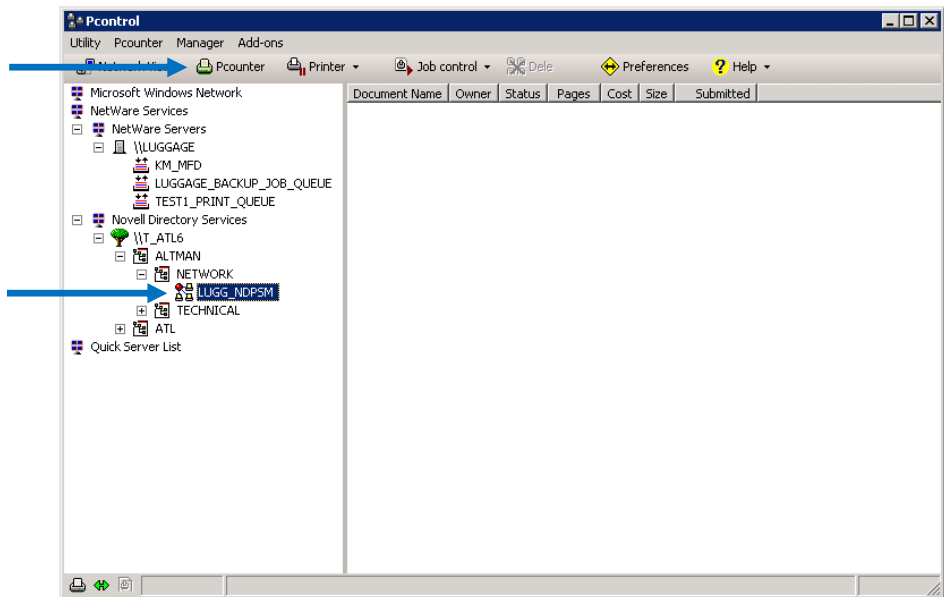 Pcontrol
Utility Pcounter Manager Add-ons
Pcounter Printer Job control Dele Preferences ? Help
Microsoft Windows Network
Document Name Owner Status Pages Cost Size Submitted
NetWare Services
NetWare Servers
\\LUGGAGE
KM_MFD
LUGGAGE_BACKUP_JOB_QUEUE
TEST1_PRINT_QUEUE
Novell Directory Services
\\T_ATL6
ALTMAN
NETWORK
LUGG_NDPSM
TECHNICAL
ATL
Quick Server List